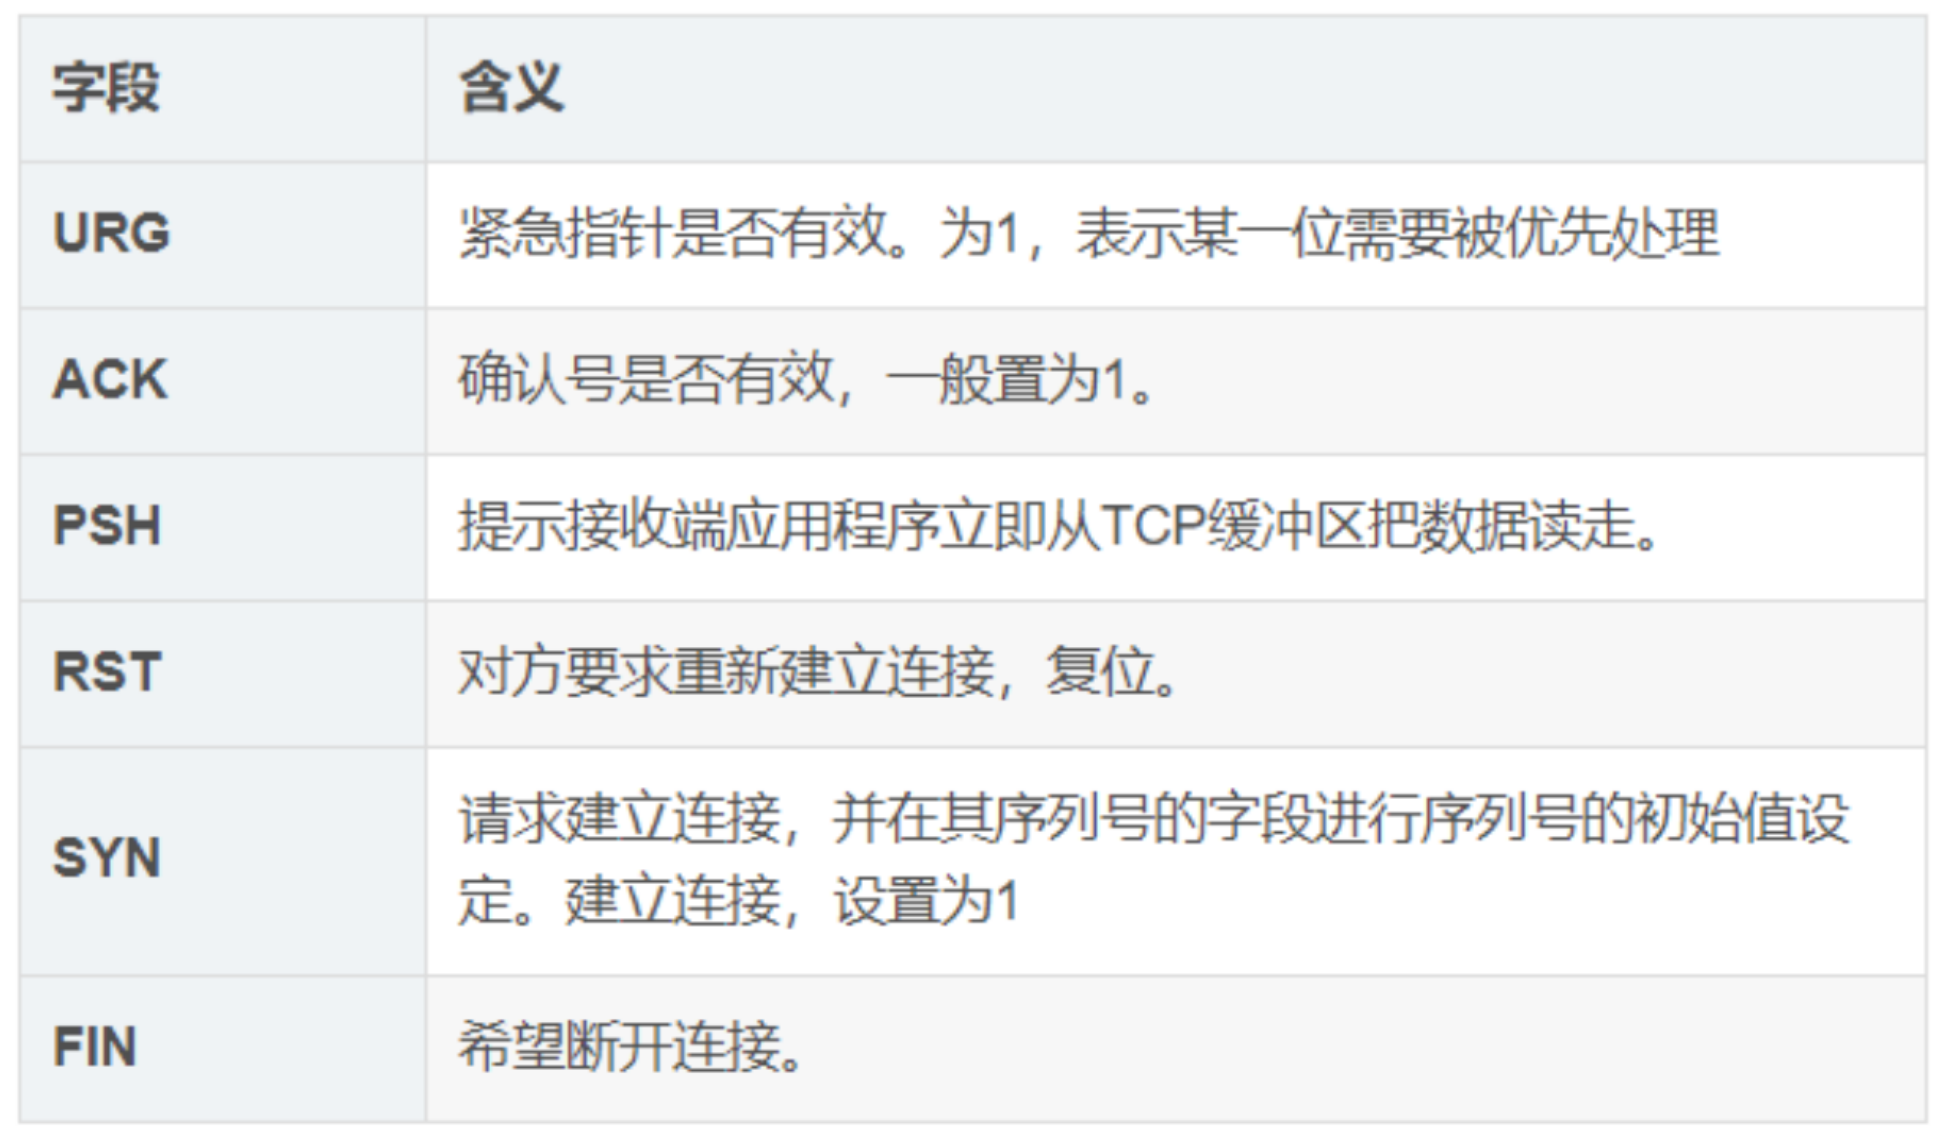 字段 含义
URG 紧急指针是否有效。为1，表示某一位需要被优先处理
ACK 确认号是否有效，一般置为1。
PSH 提示接收端应用程序立即从TCP缓冲区把数据读走。
RST 对方要求重新建立连接，复位。
SYN 请求建立连接，并在其序列号的字段进行序列号的初始值设
定。建立连接，设置为1
FIN 希望断开连接。